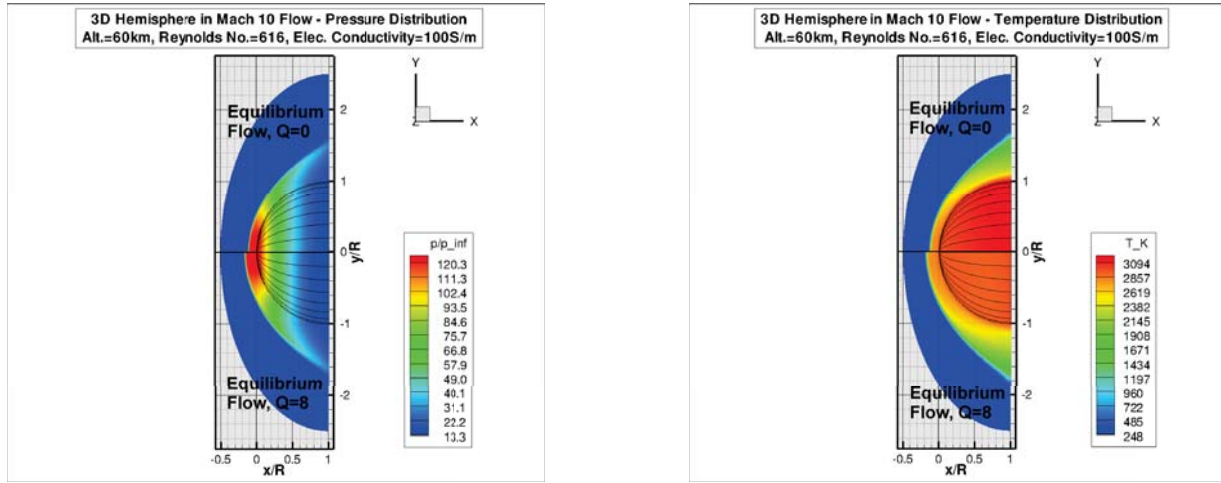 3D Hemisphere in Mach 10 Flow - Pressure Distribution
Alt.=60km, Reynolds No.=616, Elec. Conductivity=100S/m
Y
Z
X
Equilibrium
Flow, Q=0
2
1
0
-1
-2
y/R
p/p_inf
120.3
111.3
102.4
93.5
84.6
75.7
66.8
57.9
49.0
40.1
31.1
22.2
13.3
Equilibrium
Flow, Q=8
-0.5 0 0.5 1
x/R
3D Hemisphere in Mach 10 Flow - Temperature Distribution
Alt.=60km, Reynolds No.=616, Elec. Conductivity=100S/m
Y
Z
X
Equilibrium
Flow, Q=0
2
1
0
-1
-2
y/R
T_K
3094
2857
2619
2382
2145
1908
1671
1434
1197
960
722
485
248
Equilibrium
Flow, Q=8
-0.5 0 0.5 1
x/R